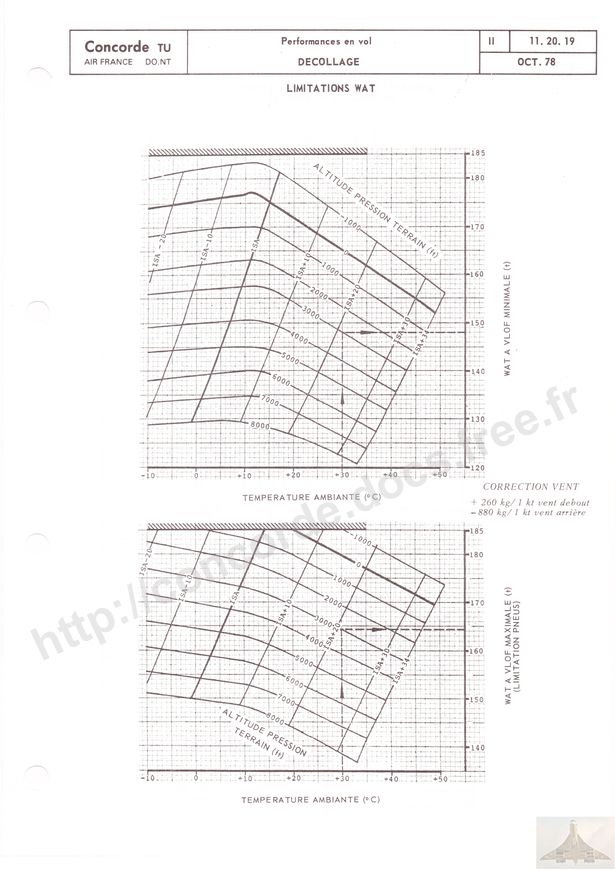 Concorde TU
AIR FRANCE DO.NT
Performances en vol
DECOLLAGE
II
11. 20. 19
OCT. 78
LIMITATIONS WAT
ALTITUDE PRESSION TERRAIN (ft)
-1000
0
1000
2000
3000
4000
5000
6000
7000
8000
ISA -20
ISA-10
ISA
ISA+10
ISA+20
ISA+30
ISA+34
185
180
170
160
150
140
130
120
WAT A VLOF MINIMALE (t)
-10 0 +10 +20 +30 +40 +50
TEMPERATURE AMBIANTE (°C)
CORRECTION VENT
+ 260 kg/ 1 kt vent debout
- 880 kg/ 1 kt vent arrière
-1000
0
1000
2000
3000
4000
5000
6000
7000
8000
ISA-20
ISA-10
ISA
ISA+10
ISA+20
ISA+30
ISA+34
185
180
170
160
150
140
WAT A VLOF MAXIMALE (t)
(LIMITATION PNEUS)
ALTITUDE PRESSION
TERRAIN (ft)
-10 0 +10 +20 +30 +40 +50
TEMPERATURE AMBIANTE (°C)
http://concorde.docs.free.fr